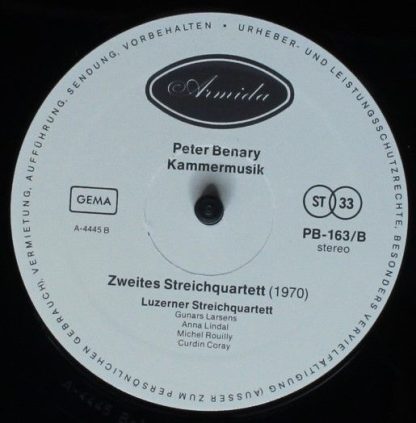 Armida
Peter Benary
Kammermusik
GEMA
A-4445 B
ST 33
PB-163/B
stereo
Zweites Streichquartett (1970)
Luzerner Streichquartett
Gunars Larsens
Anna Lindal
Michel Rouilly
Curdin Coray
URHEBER- UND LEISTUNGSSCHUTZRECHTE, BESONDERS VERVIELFÄLTIGUNG (AUSSER ZUM PERSÖNLICHEN GEBRAUCH), VERMIETUNG, AUFFÜHRUNG, SENDUNG, VORBEHALTEN •
A-4445 B